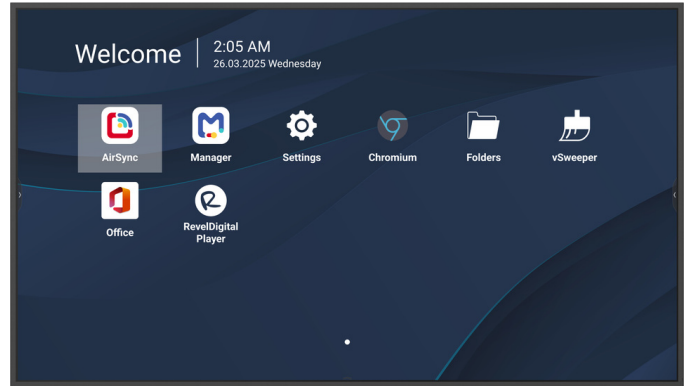 Welcome
2:05 AM
26.03.2025 Wednesday
AirSync
Manager
Settings
Chromium
Folders
vSweeper
Office
RevelDigital
Player